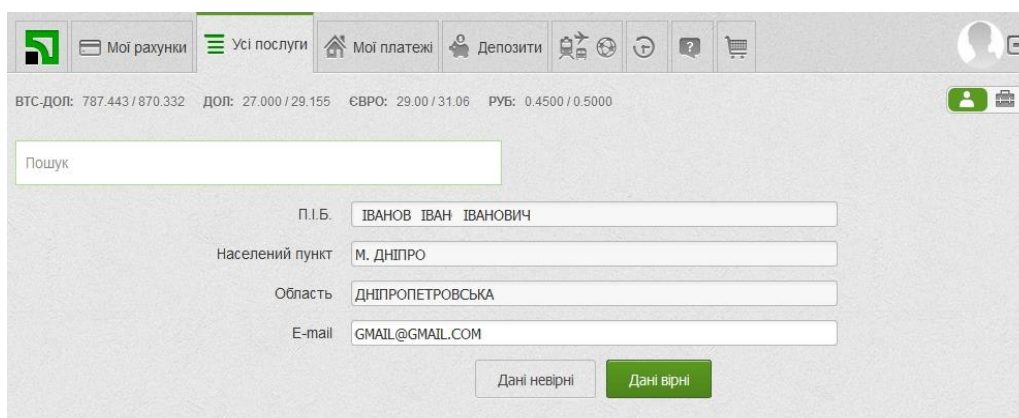 Мої рахунки Усі послуги Мої платежі Депозити
BTC-ДОЛ: 787.443 / 870.332 ДОЛ: 27.000 / 29.155 ЄВРО: 29.00 / 31.06 РУБ: 0.4500 / 0.5000
Пошук
П.І.Б. ІВАНОВ ІВАН ІВАНОВИЧ
Населений пункт М. ДНІПРО
Область ДНІПРОПЕТРОВСЬКА
E-mail GMAIL@GMAIL.COM
Дані невірні Дані вірні